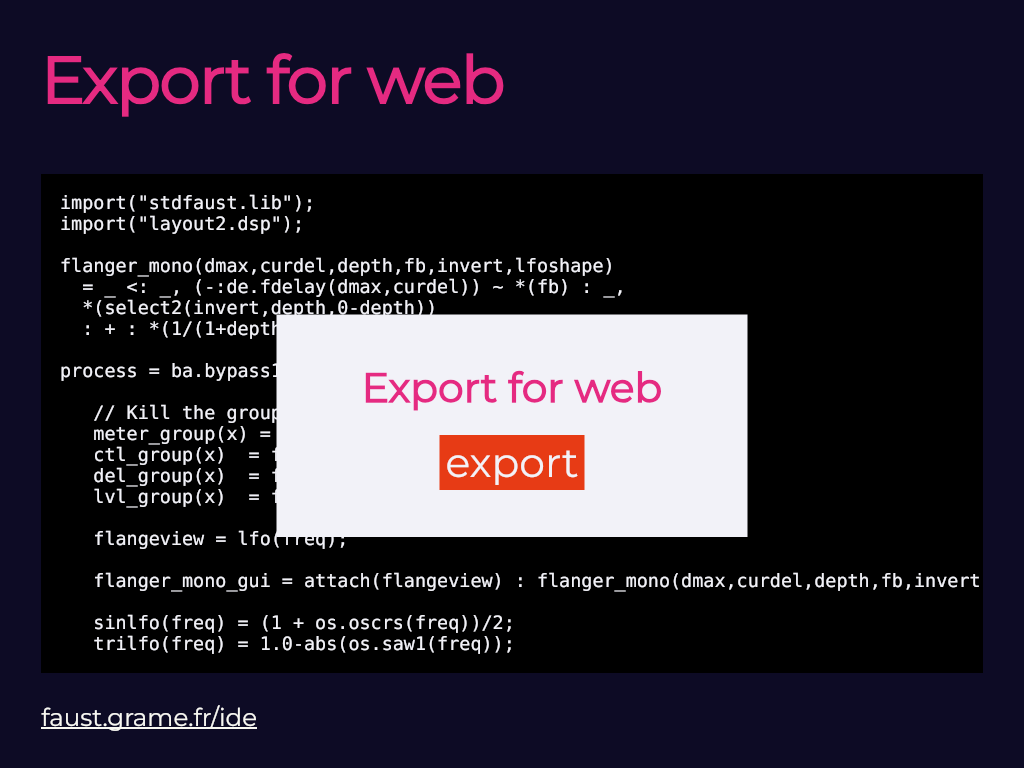 Export for web
import("stdfaust.lib");
import("layout2.dsp");
flanger_mono(dmax,curdel,depth,fb,invert,lfoshape)
= _ <: _, (-:de.fdelay(dmax,curdel)) ~ *(fb) : _,
*(select2(invert,depth,0-depth))
: + : *(1/(1+depth
process = ba.bypass1
// Kill the group
meter_group(x) =
ctl_group(x)  =
del_group(x)  =
lvl_group(x)  =
Export for web
export
flangeview = lfo(freq);
flanger_mono_gui = attach(flangeview) : flanger_mono(dmax,curdel,depth,fb,invert
sinlfo(freq) = (1 + os.oscrs(freq))/2;
trilfo(freq) = 1.0-abs(os.saw1(freq));
faust.grame.fr/ide